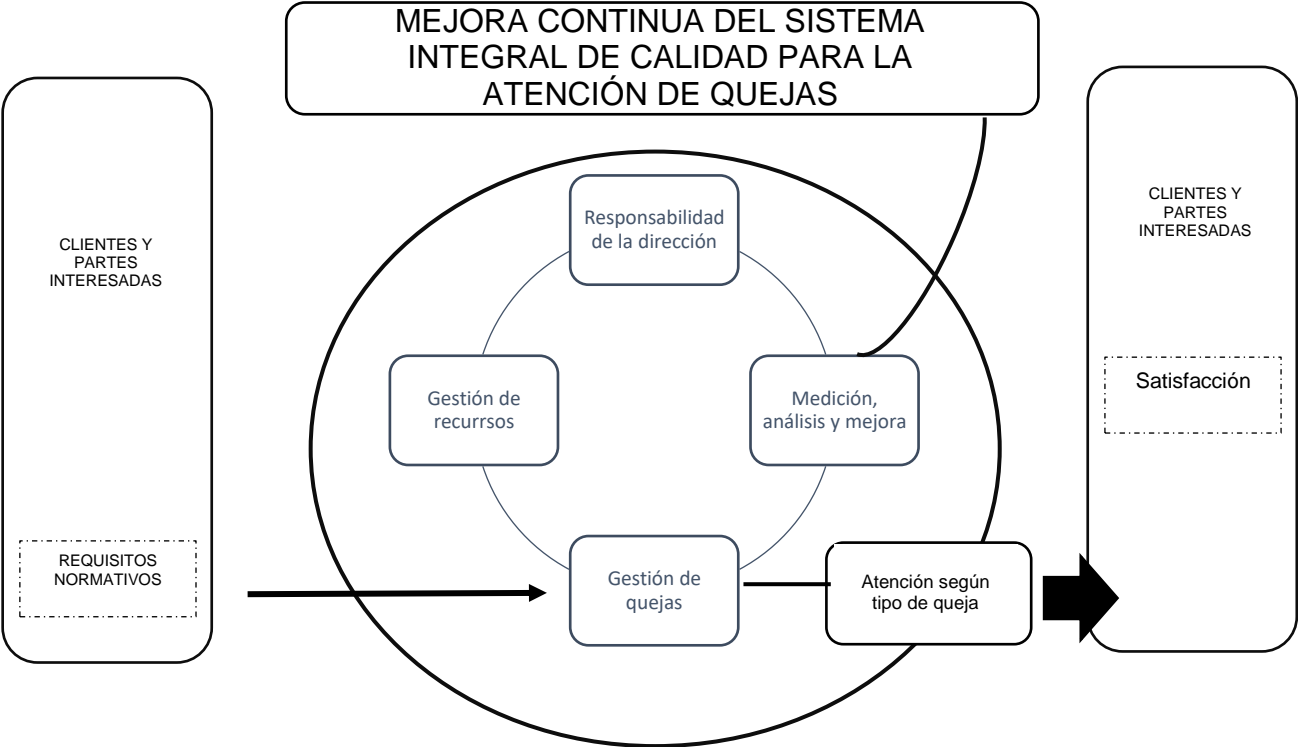 MEJORA CONTINUA DEL SISTEMA
INTEGRAL DE CALIDAD PARA LA
ATENCIÓN DE QUEJAS
CLIENTES Y
PARTES
INTERESADAS
REQUISITOS
NORMATIVOS
Responsabilidad
de la dirección
Gestión de
recurrsos
Medición,
análisis y mejora
Gestión de
quejas
Atención según
tipo de queja
CLIENTES Y
PARTES
INTERESADAS
Satisfacción